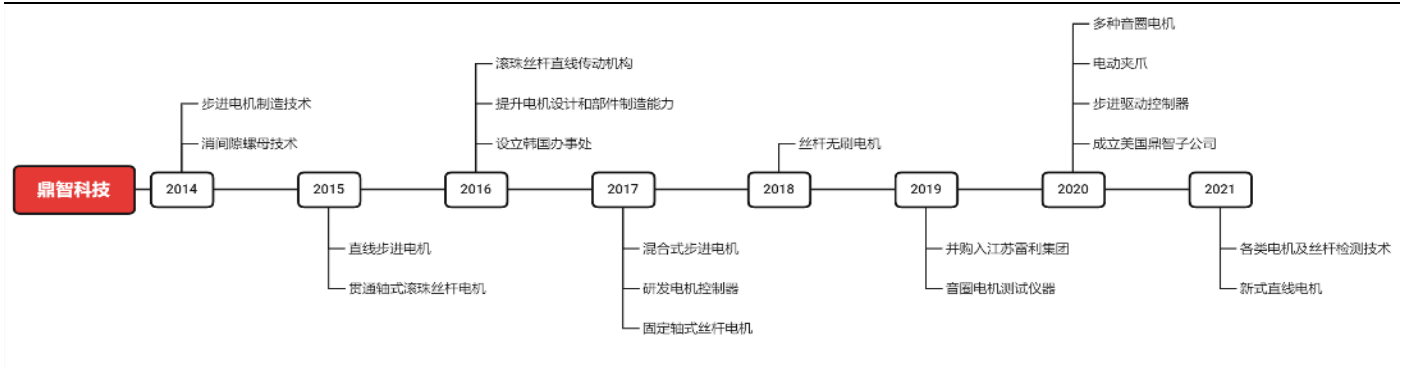 鼎智科技
2014
步进电机制造技术
消间隙螺母技术
2015
直线步进电机
贯通轴式滚珠丝杆电机
2016
滚珠丝杠直线传动机构
提升电机设计和部件制造能力
设立韩国办事处
2017
混合式步进电机
研发电机控制器
固定轴式丝杆电机
2018
丝杆无刷电机
2019
并购入江苏雷利集团
音圈电机测试仪器
2020
多种音圈电机
电动夹爪
步进驱动控制器
成立美国鼎智子公司
2021
各类电机及丝杆检测技术
新式直线电机